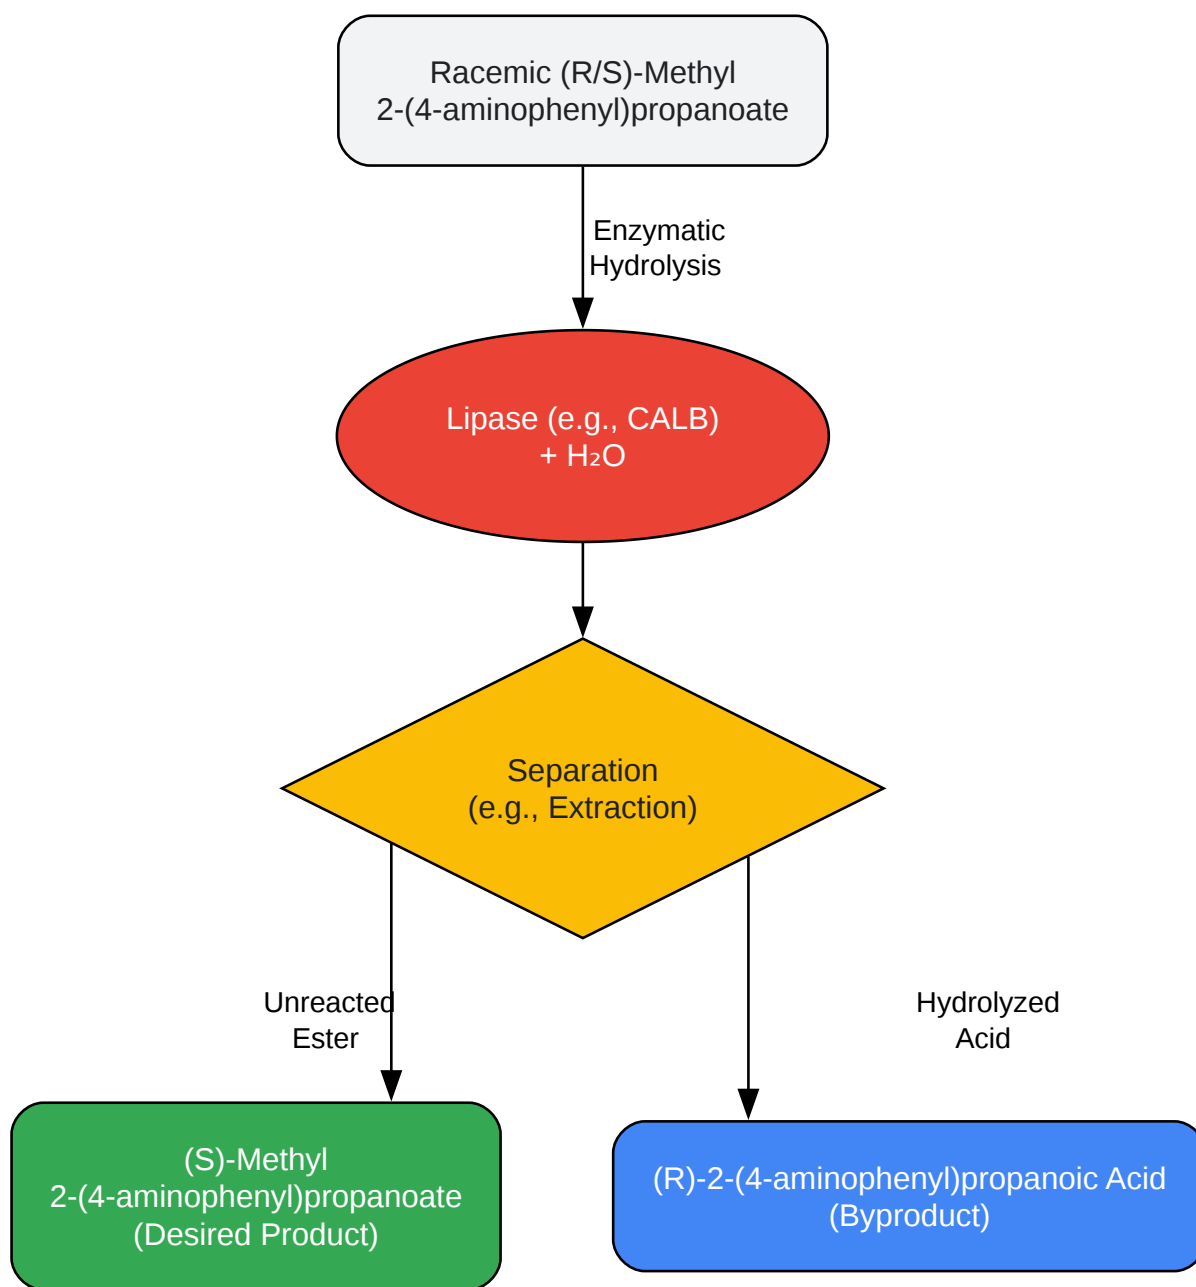 Racemic (R/S)-Methyl
2-(4-aminophenyl)propanoate
Enzymatic
Hydrolysis
Lipase (e.g., CALB)
+ H₂O
Separation
(e.g., Extraction)
Unreacted
Ester
Hydrolyzed
Acid
(S)-Methyl
2-(4-aminophenyl)propanoate
(Desired Product)
(R)-2-(4-aminophenyl)propanoic Acid
(Byproduct)